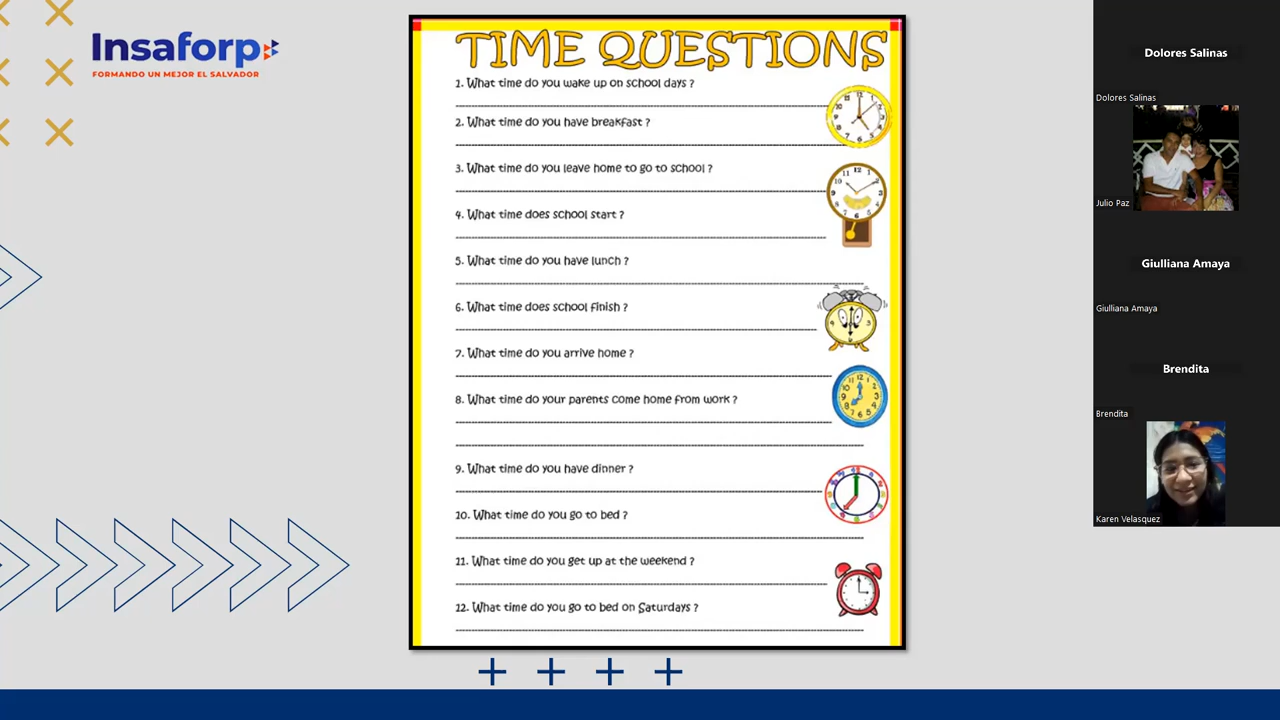 Insaforp
FORMANDO UN MEJOR EL SALVADOR
TIME QUESTIONS
1. What time do you wake up on school days ?
2. What time do you have breakfast ?
3. What time do you leave home to go to school ?
4. What time does school start ?
5. What time do you have lunch ?
6. What time does school finish ?
7. What time do you arrive home ?
8. What time do your parents come home from work ?
9. What time do you have dinner ?
10. What time do you go to bed ?
11. What time do you get up at the weekend ?
12. What time do you go to bed on Saturdays ?
Dolores Salinas
Dolores Salinas
Julio Paz
Giulliana Amaya
Giulliana Amaya
Brendita
Brendita
Karen Velasquez